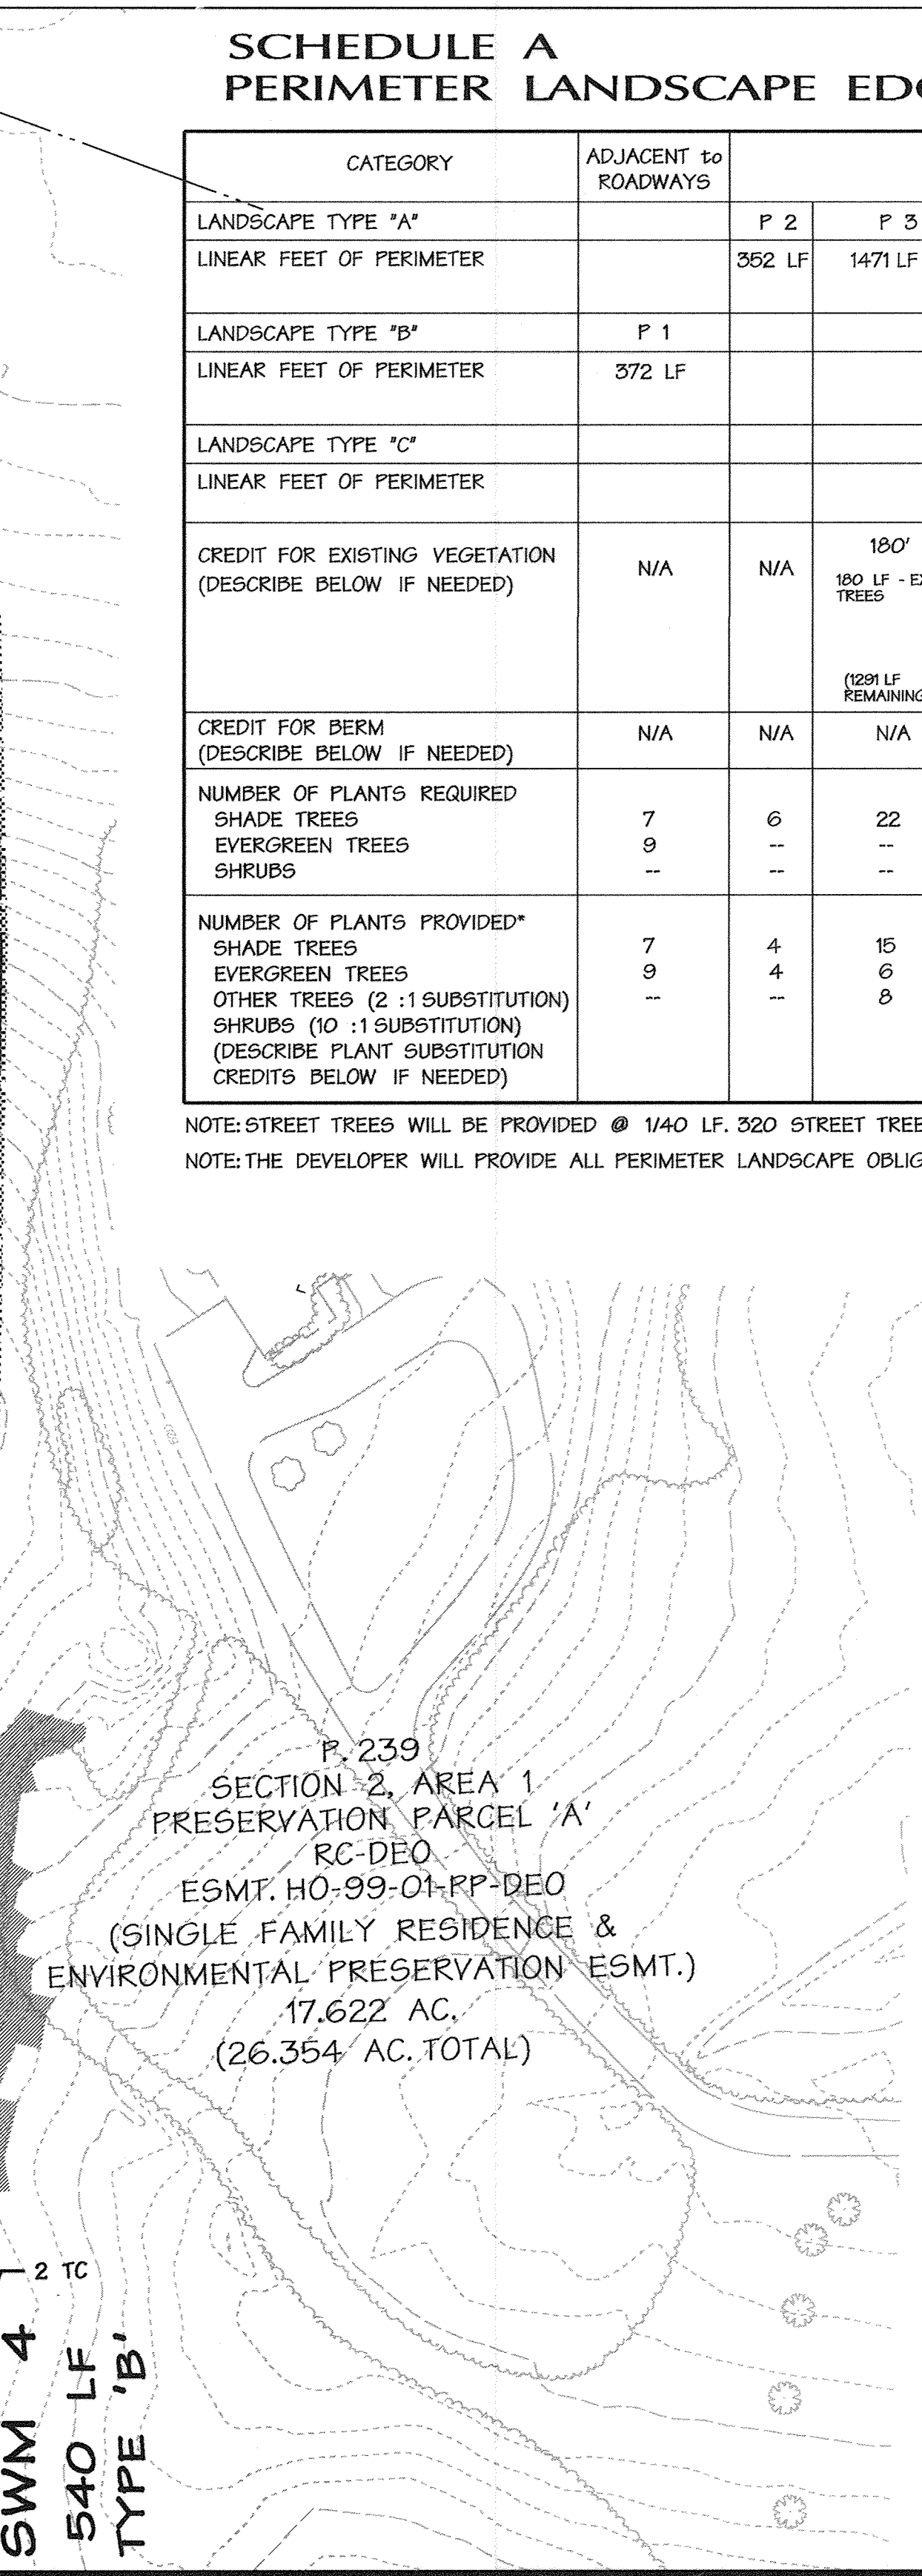 SCHEDULE A
PERIMETER LANDSCAPE EDG
CATEGORY
ADJACENT to
ROADWAYS
LANDSCAPE TYPE "A"
P 2
P 3
LINEAR FEET OF PERIMETER
352 LF
1471 LF
LANDSCAPE TYPE "B"
P 1
LINEAR FEET OF PERIMETER
372 LF
LANDSCAPE TYPE "C"
LINEAR FEET OF PERIMETER
CREDIT FOR EXISTING VEGETATION
(DESCRIBE BELOW IF NEEDED)
N/A
N/A
180'
180 LF - EX
TREES
(1291 LF
REMAINING
CREDIT FOR BERM
(DESCRIBE BELOW IF NEEDED)
N/A
N/A
N/A
NUMBER OF PLANTS REQUIRED
SHADE TREES 7 6 22
EVERGREEN TREES 9 -- --
SHRUBS -- -- --
NUMBER OF PLANTS PROVIDED*
SHADE TREES 7 4 15
EVERGREEN TREES 9 4 6
OTHER TREES (2 :1 SUBSTITUTION) -- -- 8
SHRUBS (10 :1 SUBSTITUTION)
(DESCRIBE PLANT SUBSTITUTION
CREDITS BELOW IF NEEDED)
NOTE: STREET TREES WILL BE PROVIDED @ 1/40 LF. 320 STREET TREE
NOTE: THE DEVELOPER WILL PROVIDE ALL PERIMETER LANDSCAPE OBLIG
P. 239
SECTION 2, AREA 1
PRESERVATION PARCEL 'A'
RC-DEO
ESMT. HO-99-01-PP-DEO
(SINGLE FAMILY RESIDENCE &
ENVIRONMENTAL PRESERVATION ESMT.)
17.622 AC.
(26.354 AC. TOTAL)
2 TC
SWM 4
540 LF
TYPE 'B'